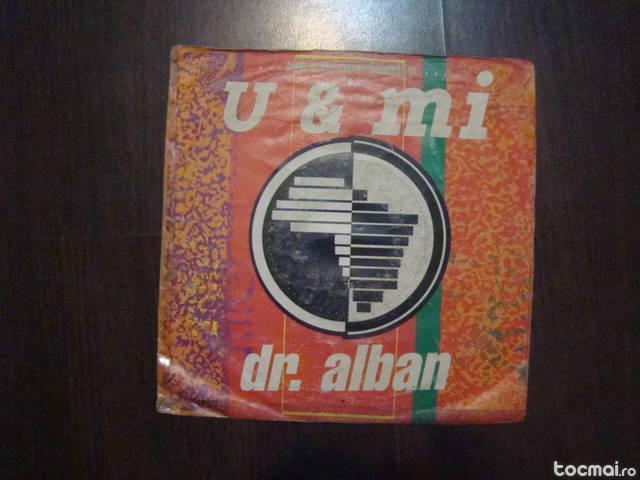 U & mi
dr. alban
tocmai.ro